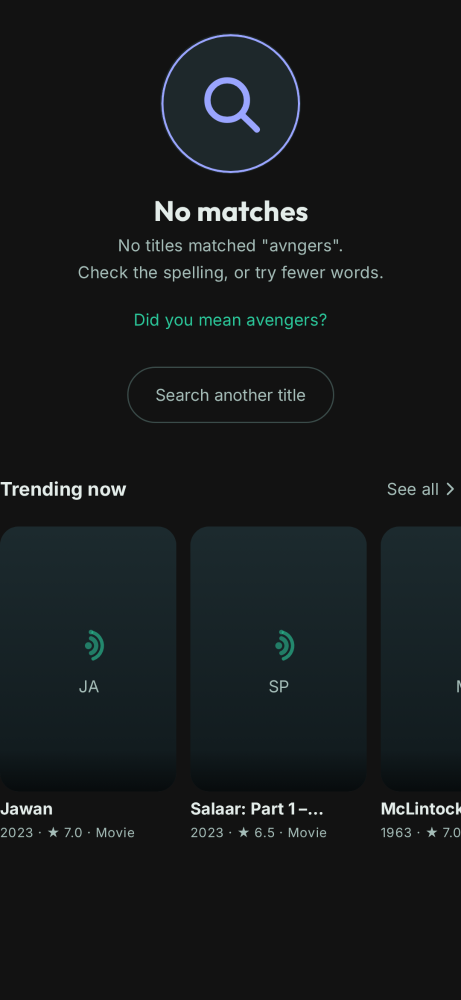 No matches
No titles matched "avngers".
Check the spelling, or try fewer words.
Did you mean avengers?
Search another title
Trending now
See all
JA
SP
M
Jawan
Salaar: Part 1 –...
McLintock
2023 · ★ 7.0 · Movie
2023 · ★ 6.5 · Movie
1963 · ★ 7.0